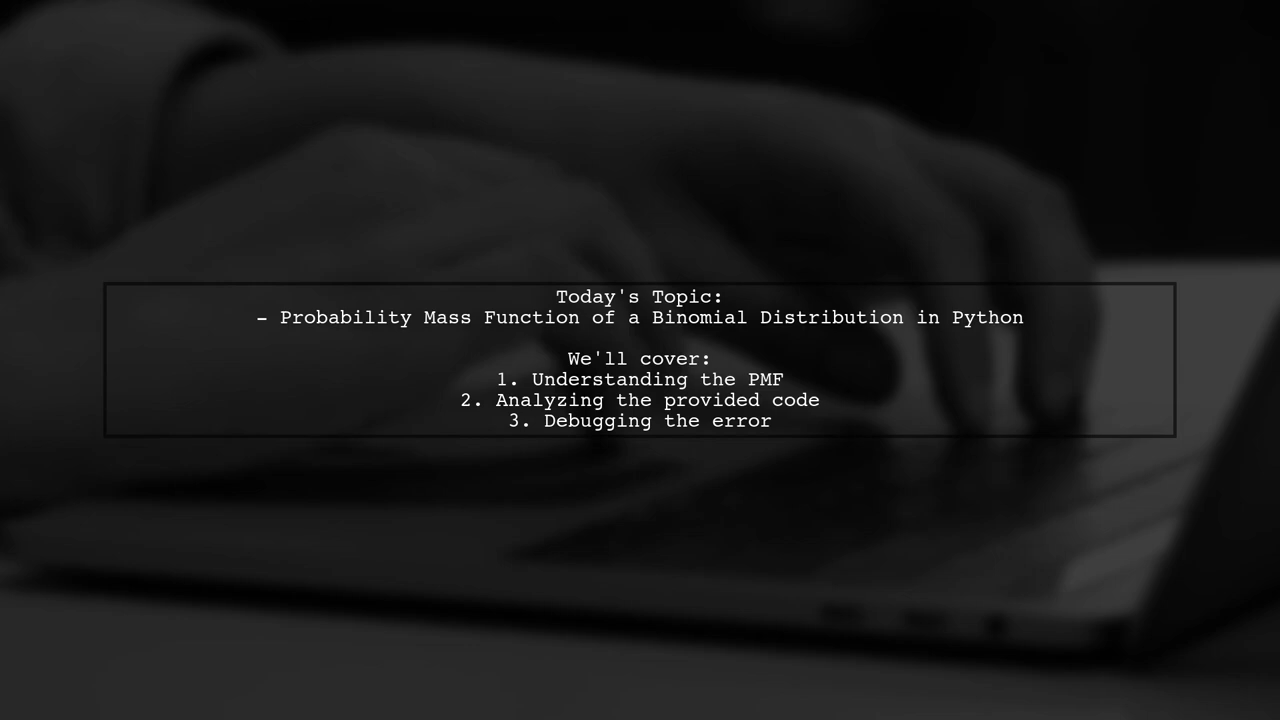 Today's Topic:
- Probability Mass Function of a Binomial Distribution in Python
We'll cover:
1. Understanding the PMF
2. Analyzing the provided code
3. Debugging the error